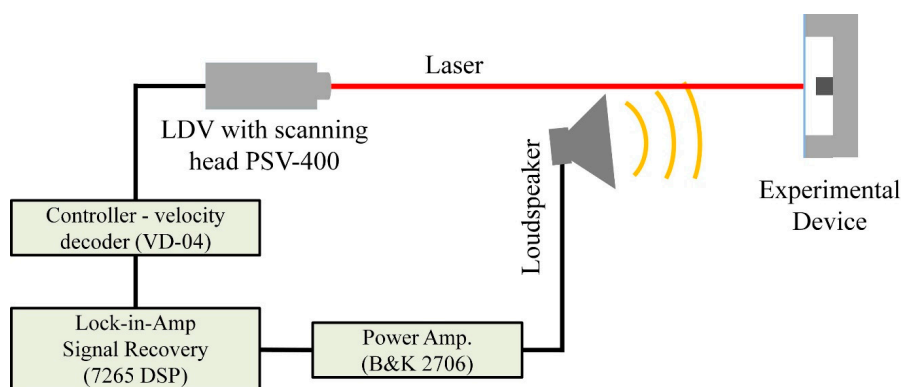 Laser
LDV with scanning
head PSV-400
Loudspeaker
Experimental
Device
Controller - velocity
decoder (VD-04)
Lock-in-Amp
Signal Recovery
(7265 DSP)
Power Amp.
(B&K 2706)